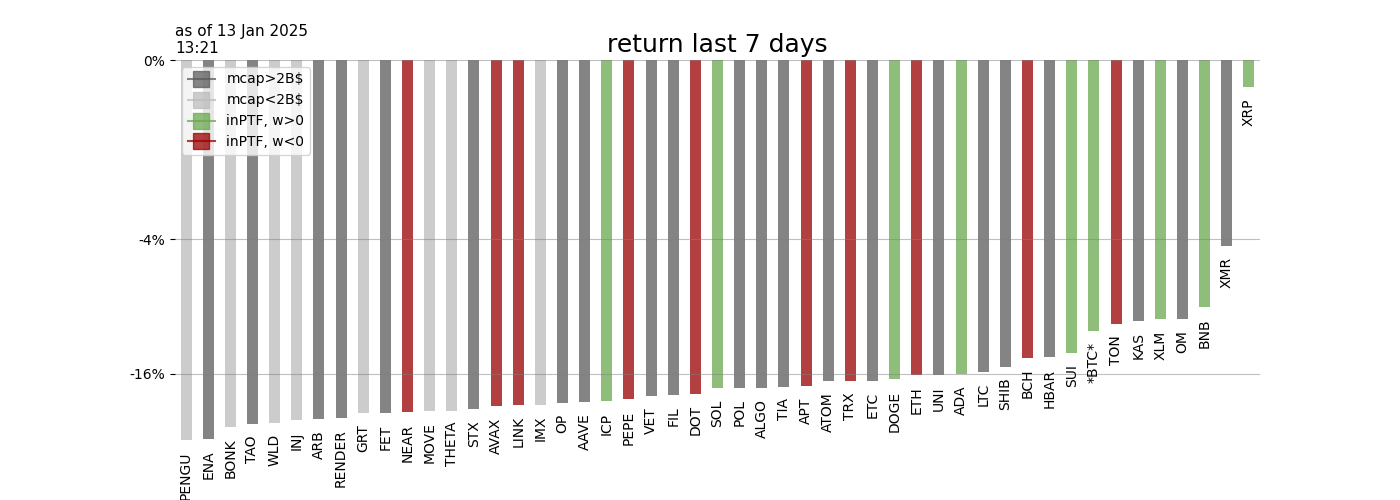 as of 13 Jan 2025
13:21
return last 7 days
0%
-4%
-16%
mcap>2B$
mcap<2B$
inPTF, w>0
inPTF, w<0
PENGU
ENA
BONK
TAO
WLD
INJ
ARB
RENDER
GRT
FET
NEAR
MOVE
THETA
STX
AVAX
LINK
IMX
OP
AAVE
ICP
PEPE
VET
FIL
DOT
SOL
POL
ALGO
TIA
APT
ATOM
TRX
ETC
DOGE
ETH
UNI
ADA
LTC
SHIB
BCH
HBAR
SUI
*BTC*
TON
KAS
XLM
OM
BNB
XMR
XRP